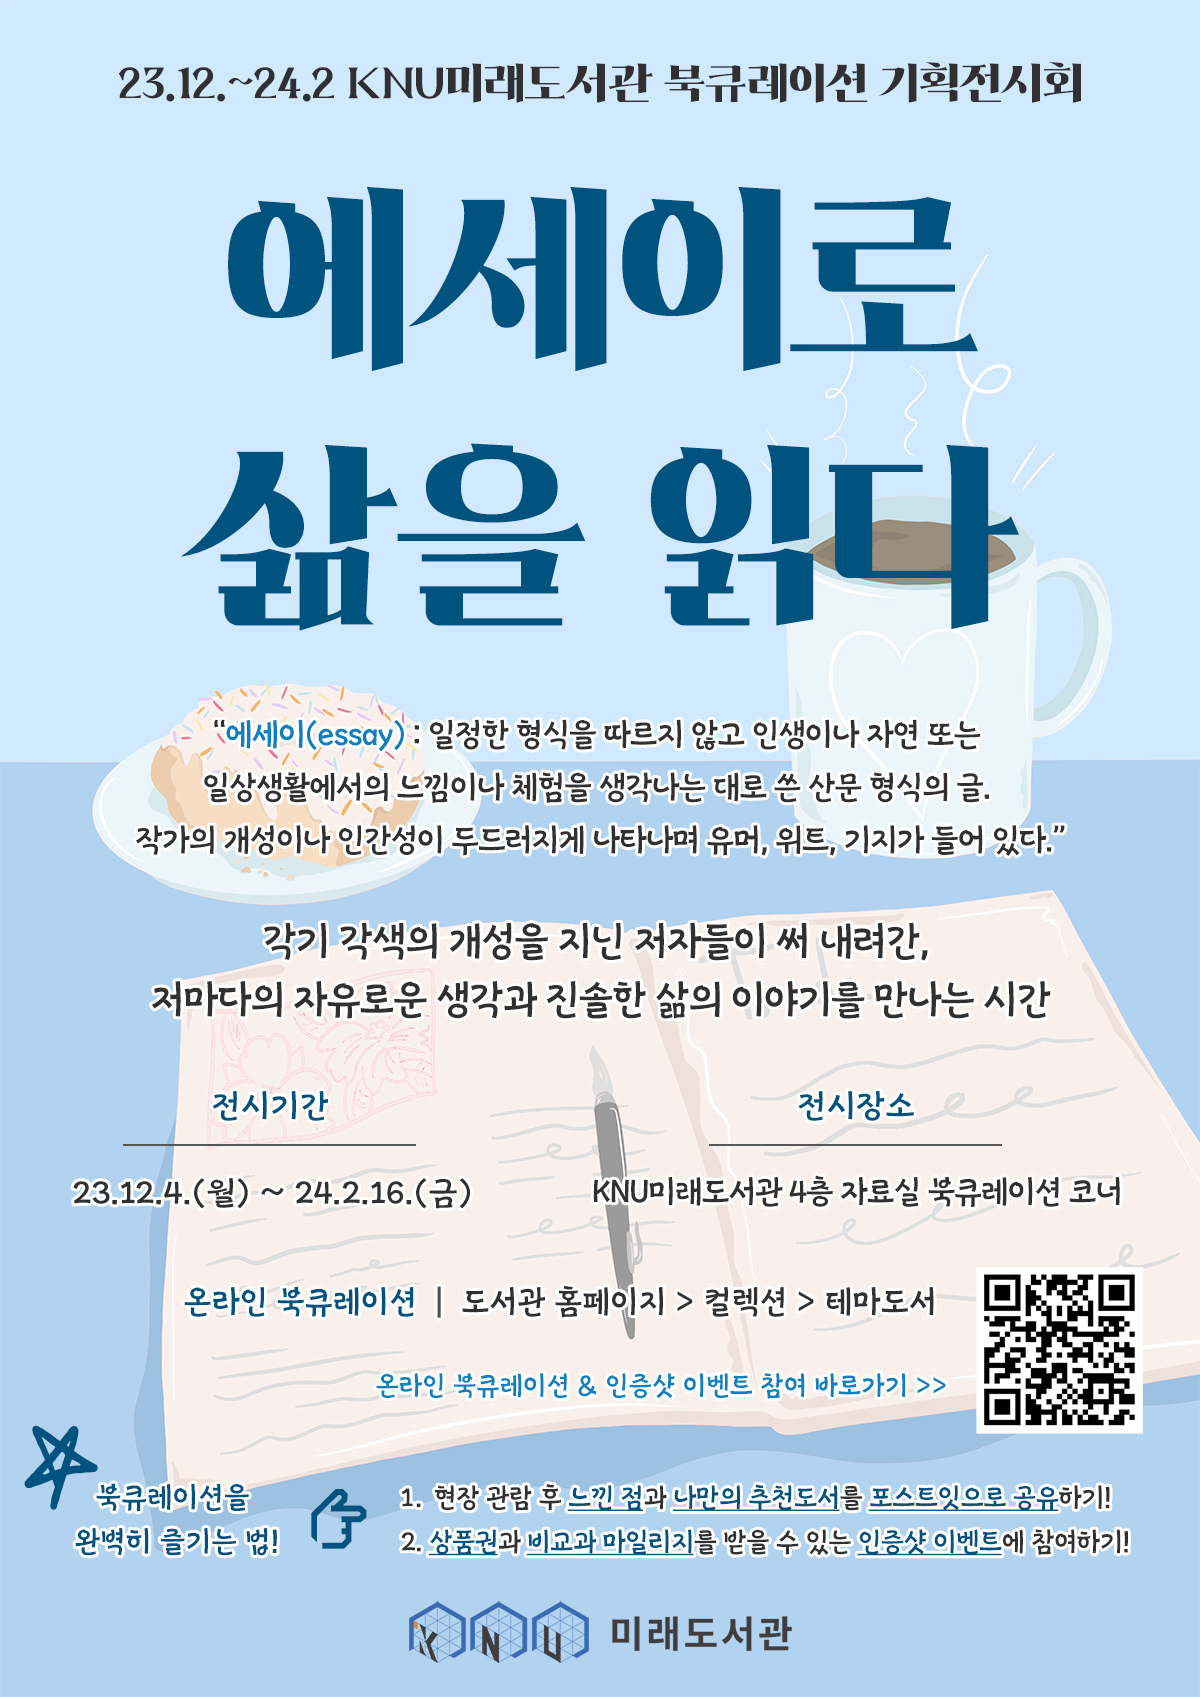 23.12.~24.2 KNU미래도서관 북큐레이션 기획전시회
에세이로
삶을 읽다
“에세이(essay) : 일정한 형식을 따르지 않고 인생이나 자연 또는
일상생활에서의 느낌이나 체험을 생각나는 대로 쓴 산문 형식의 글.
작가의 개성이나 인간성이 두드러지게 나타나며 유머, 위트, 기지가 들어 있다.”
각기 각색의 개성을 지닌 저자들이 써 내려간,
저마다의 자유로운 생각과 진솔한 삶의 이야기를 만나는 시간
전시기간
23.12.4.(월) ~ 24.2.16.(금)
전시장소
KNU미래도서관 4층 자료실 북큐레이션 코너
온라인 북큐레이션 | 도서관 홈페이지 > 컬렉션 > 테마도서
온라인 북큐레이션 & 인증샷 이벤트 참여 바로가기 >>
북큐레이션을
완벽히 즐기는 법!
1. 현장 관람 후 느낀 점과 나만의 추천도서를 포스트잇으로 공유하기!
2. 상품권과 비교과 마일리지를 받을 수 있는 인증샷 이벤트에 참여하기!
KNU 미래도서관